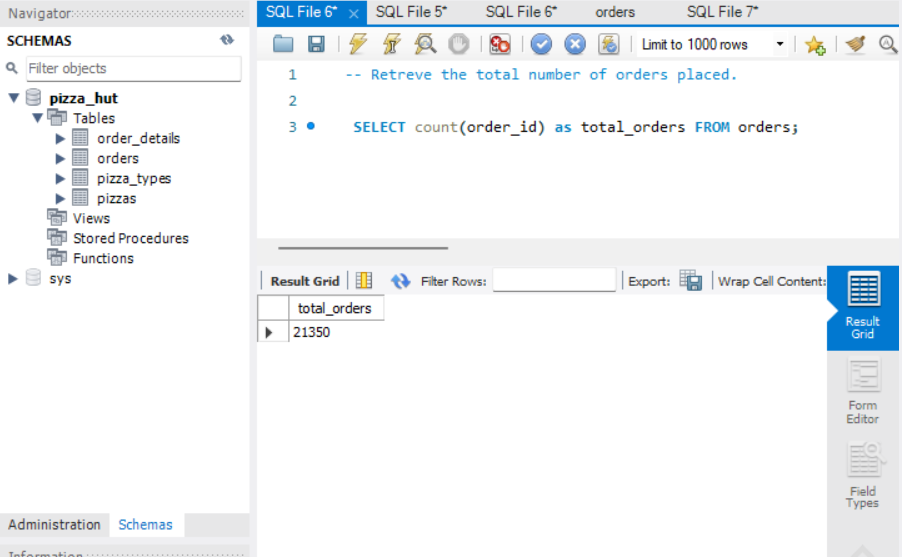 Navigator
SCHEMAS
Filter objects
pizza_hut
Tables
order_details
orders
pizza_types
pizzas
Views
Stored Procedures
Functions
sys
Administration Schemas
Information
SQL File 6* SQL File 5* SQL File 6* orders SQL File 7*
Limit to 1000 rows
1 -- Retreve the total number of orders placed.
2
3 SELECT count(order_id) as total_orders FROM orders;
Result Grid Filter Rows: Export: Wrap Cell Content:
total_orders
21350
Result
Grid
Form
Editor
Field
Types